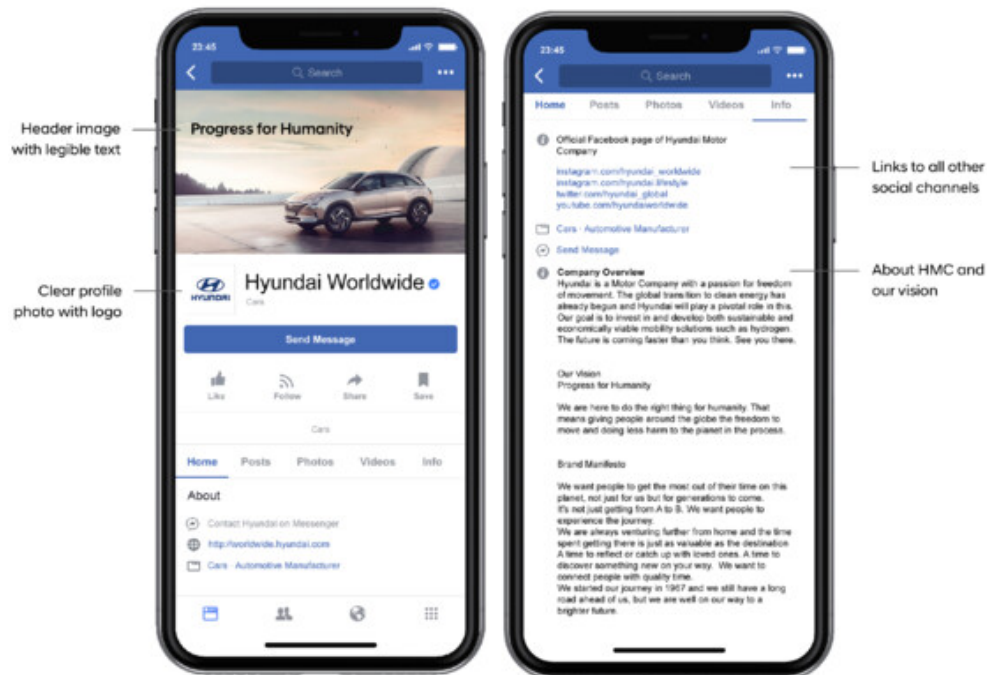 Header image
with legible text
Clear profile
photo with logo
23:45
Search
Progress for Humanity
HYUNDAI
Hyundai Worldwide
Cars
Send Message
Like
Follow
Share
Save
Cars
Home Posts Photos Videos Info
About
Contact Hyundai on Messenger
http://worldwide.hyundai.com
Cars · Automotive Manufacturer
23:45
Search
Home Posts Photos Videos Info
Official Facebook page of Hyundai Motor
Company
instagram.com/hyundai_worldwide
instagram.com/hyundai.lifestyle
twitter.com/hyundai_global
youtube.com/hyundaiworldwide
Cars · Automotive Manufacturer
Send Message
Company Overview
Hyundai is a Motor Company with a passion for freedom
of movement. The global transition to clean energy has
already begun and Hyundai will play a pivotal role in this.
Our goal is to invest in and develop both sustainable and
economically viable mobility solutions such as hydrogen.
The future is coming faster than you think. See you there.
Our Vision
Progress for Humanity
We are here to do the right thing for humanity. That
means giving people around the globe the freedom to
move and doing less harm to the planet in the process.
Brand Manifesto
We want people to get the most out of their time on this
planet, not just for us but for generations to come.
It's not just getting from A to B. We want people to
experience the journey.
We are always venturing further from home and the time
spent getting there is just as valuable as the destination
A time to reflect or catch up with loved ones. A time to
discover something new on your way. We want to
connect people with quality time.
We started our journey in 1967 and we still have a long
road ahead of us, but we are well on our way to a
brighter future.
Links to all other
social channels
About HMC and
our vision